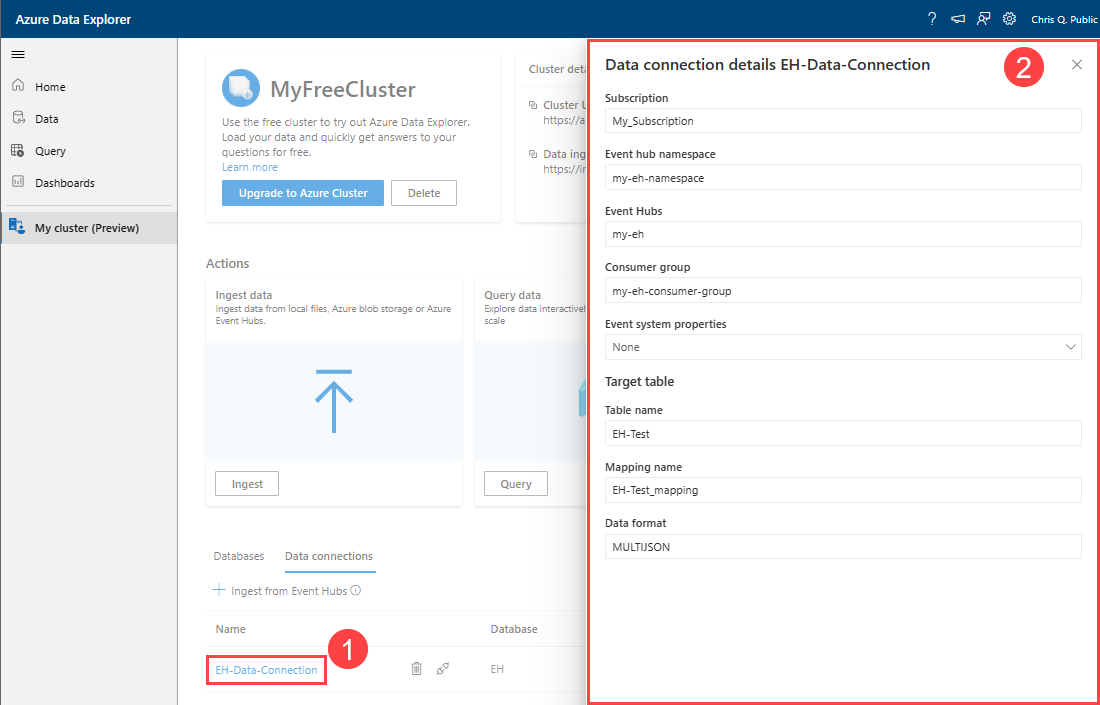 Azure Data Explorer
?
Chris Q. Public
Home
Data
Query
Dashboards
My cluster (Preview)
MyFreeCluster
Use the free cluster to try out Azure Data Explorer.
Load your data and quickly get answers to your
questions for free.
Learn more
Upgrade to Azure Cluster
Delete
Cluster deta
Cluster U
https://a
Data ing
https://i
Actions
Ingest data
Ingest data from local files, Azure blob storage or Azure
Event Hubs.
Ingest
Query data
Explore data interactivel
scale
Query
Databases
Data connections
Ingest from Event Hubs
Name
Database
EH-Data-Connection
1
EH
Data connection details EH-Data-Connection
2
Subscription
My_Subscription
Event hub namespace
my-eh-namespace
Event Hubs
my-eh
Consumer group
my-eh-consumer-group
Event system properties
None
Target table
Table name
EH-Test
Mapping name
EH-Test_mapping
Data format
MULTIJSON